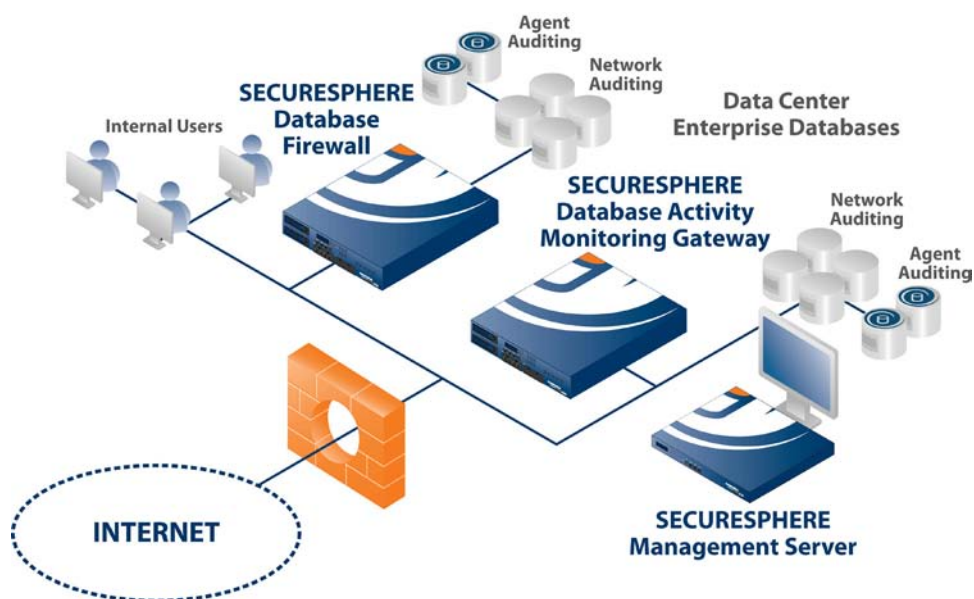 Agent
Auditing
Network
Auditing
SECURESPHERE
Database
Firewall
Internal Users
Data Center
Enterprise Databases
SECURESPHERE
Database Activity
Monitoring Gateway
Network
Auditing
Agent
Auditing
INTERNET
SECURESPHERE
Management Server